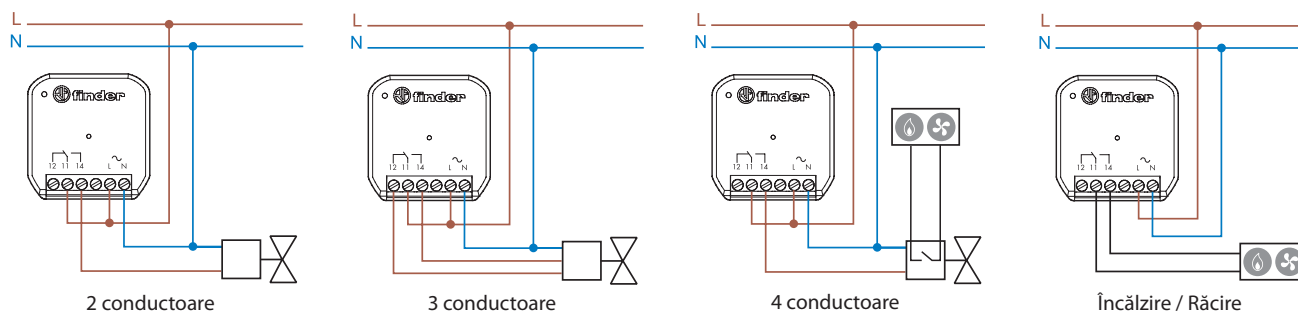 L
N
finder
12 11 14 L N
2 conductoare
L
N
finder
12 11 14 L N
3 conductoare
L
N
finder
12 11 14 L N
4 conductoare
L
N
finder
12 11 14 L N
Încălzire / Răcire